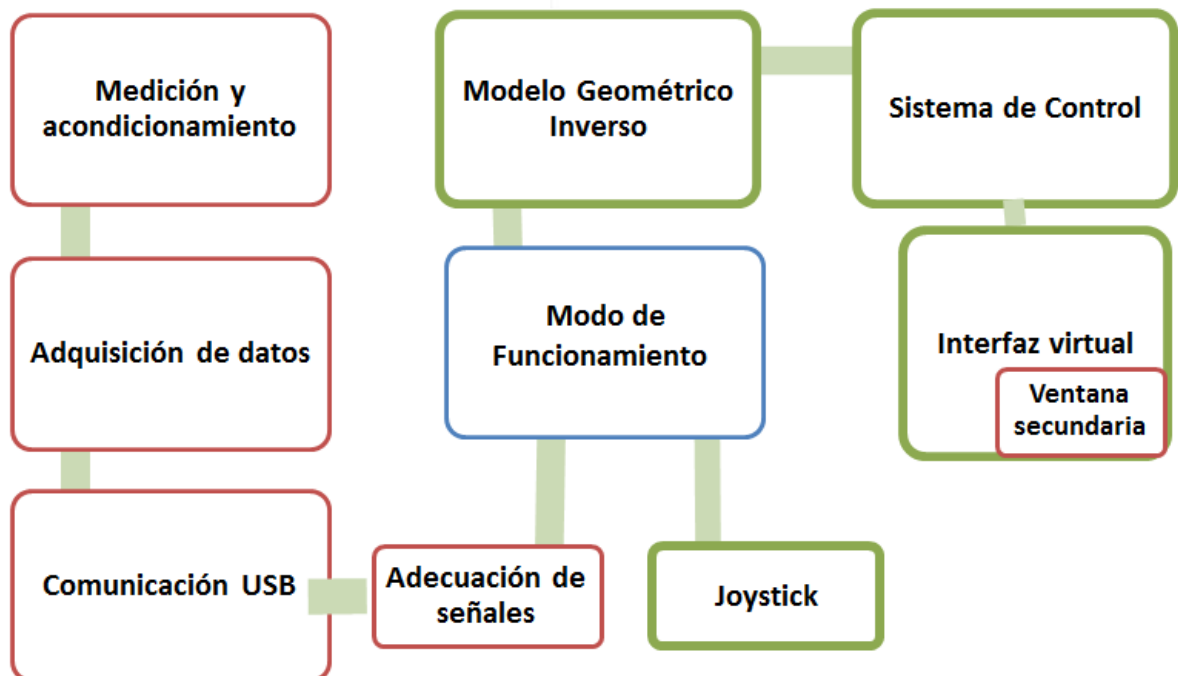 Medición y
acondicionamiento
Modelo Geométrico
Inverso
Sistema de Control
Adquisición de datos
Modo de
Funcionamiento
Interfaz virtual
Ventana
secundaria
Comunicación USB
Adecuación de
señales
Joystick